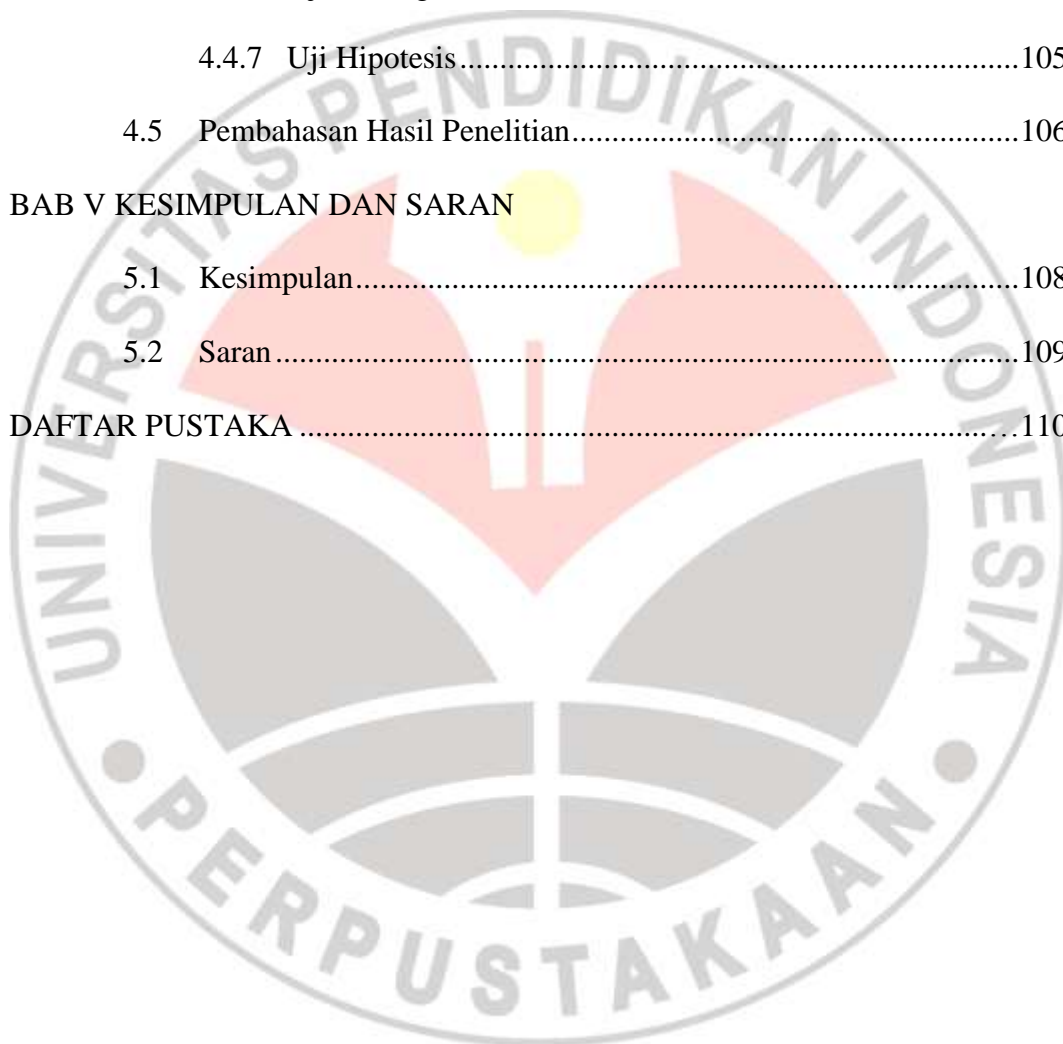 4.4.7 Uji Hipotesis........................................................................105
4.5 Pembahasan Hasil Penelitian.........................................................106
BAB V KESIMPULAN DAN SARAN
5.1 Kesimpulan.....................................................................................108
5.2 Saran................................................................................................109
DAFTAR PUSTAKA ..........................................................................................110
UNIVERSITAS PENDIDIKAN INDONESIA
PERPUSTAKAAN